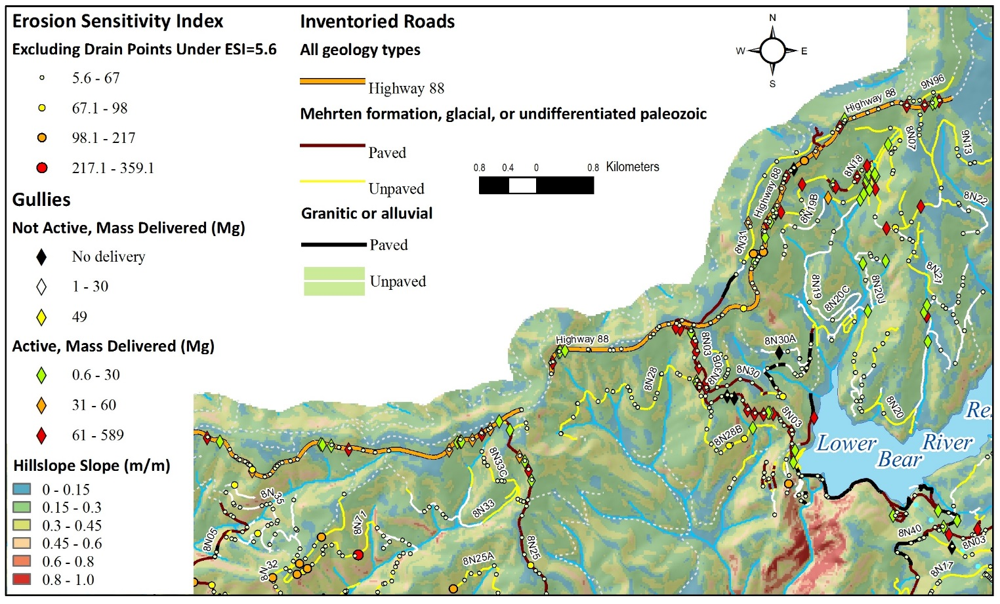 Erosion Sensitivity Index
Excluding Drain Points Under ESI=5.6
5.6 - 67
67.1 - 98
98.1 - 217
217.1 - 359.1
Gullies
Not Active, Mass Delivered (Mg)
No delivery
1 - 30
49
Active, Mass Delivered (Mg)
0.6 - 30
31 - 60
61 - 589
Hillslope Slope (m/m)
0 - 0.15
0.15 - 0.3
0.3 - 0.45
0.45 - 0.6
0.6 - 0.8
0.8 - 1.0
Inventoried Roads
All geology types
Highway 88
Mehrten formation, glacial, or undifferentiated paleozoic
Paved
Unpaved
Granitic or alluvial
Paved
Unpaved
N
W E
S
0.8 0.4 0 0.8 Kilometers
9N96
Highway 88
8N07
9N13
8N18
Highway 88
8N19B
8N22
8N31
8N21
8N19
8N20C
8N20J
Highway 88
8N03
8N30A
8N30B
8N30
8N28
8N20
8N03
Re
8N28B
Lower
Bear
River
8N33C
8N35
8N33
8N71
8N05
8N40
8N03
8N25
8N25A
8N32
8N17